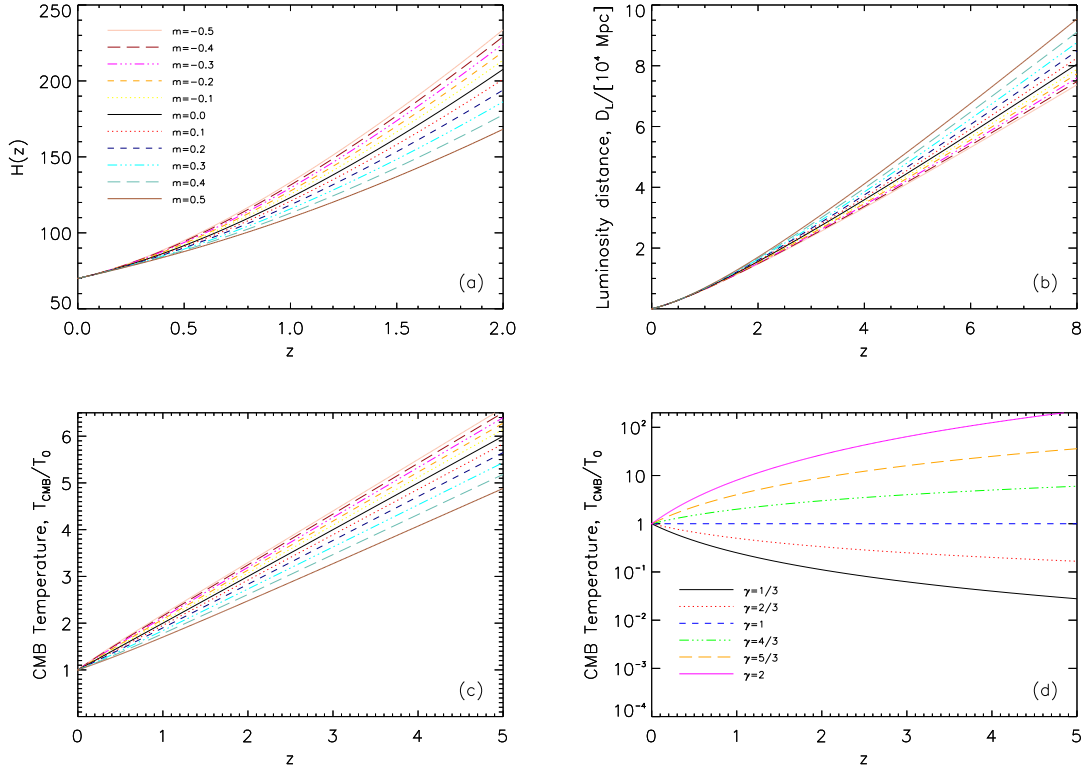 250
200
150
100
50
H(z)
m=−0.5
m=−0.4
m=−0.3
m=−0.2
m=−0.1
m=0.0
m=0.1
m=0.2
m=0.3
m=0.4
m=0.5
(a)
0.0 0.5 1.0 1.5 2.0
z
10
8
6
4
2
Luminosity distance, D_L/[10⁴ Mpc]
(b)
0 2 4 6 8
z
6
5
4
3
2
1
CMB Temperature, T_CMB/T_0
(c)
0 1 2 3 4 5
z
10²
10
1
10⁻¹
10⁻²
10⁻³
10⁻⁴
CMB Temperature, T_CMB/T_0
γ=1/3
γ=2/3
γ=1
γ=4/3
γ=5/3
γ=2
(d)
0 1 2 3 4 5
z